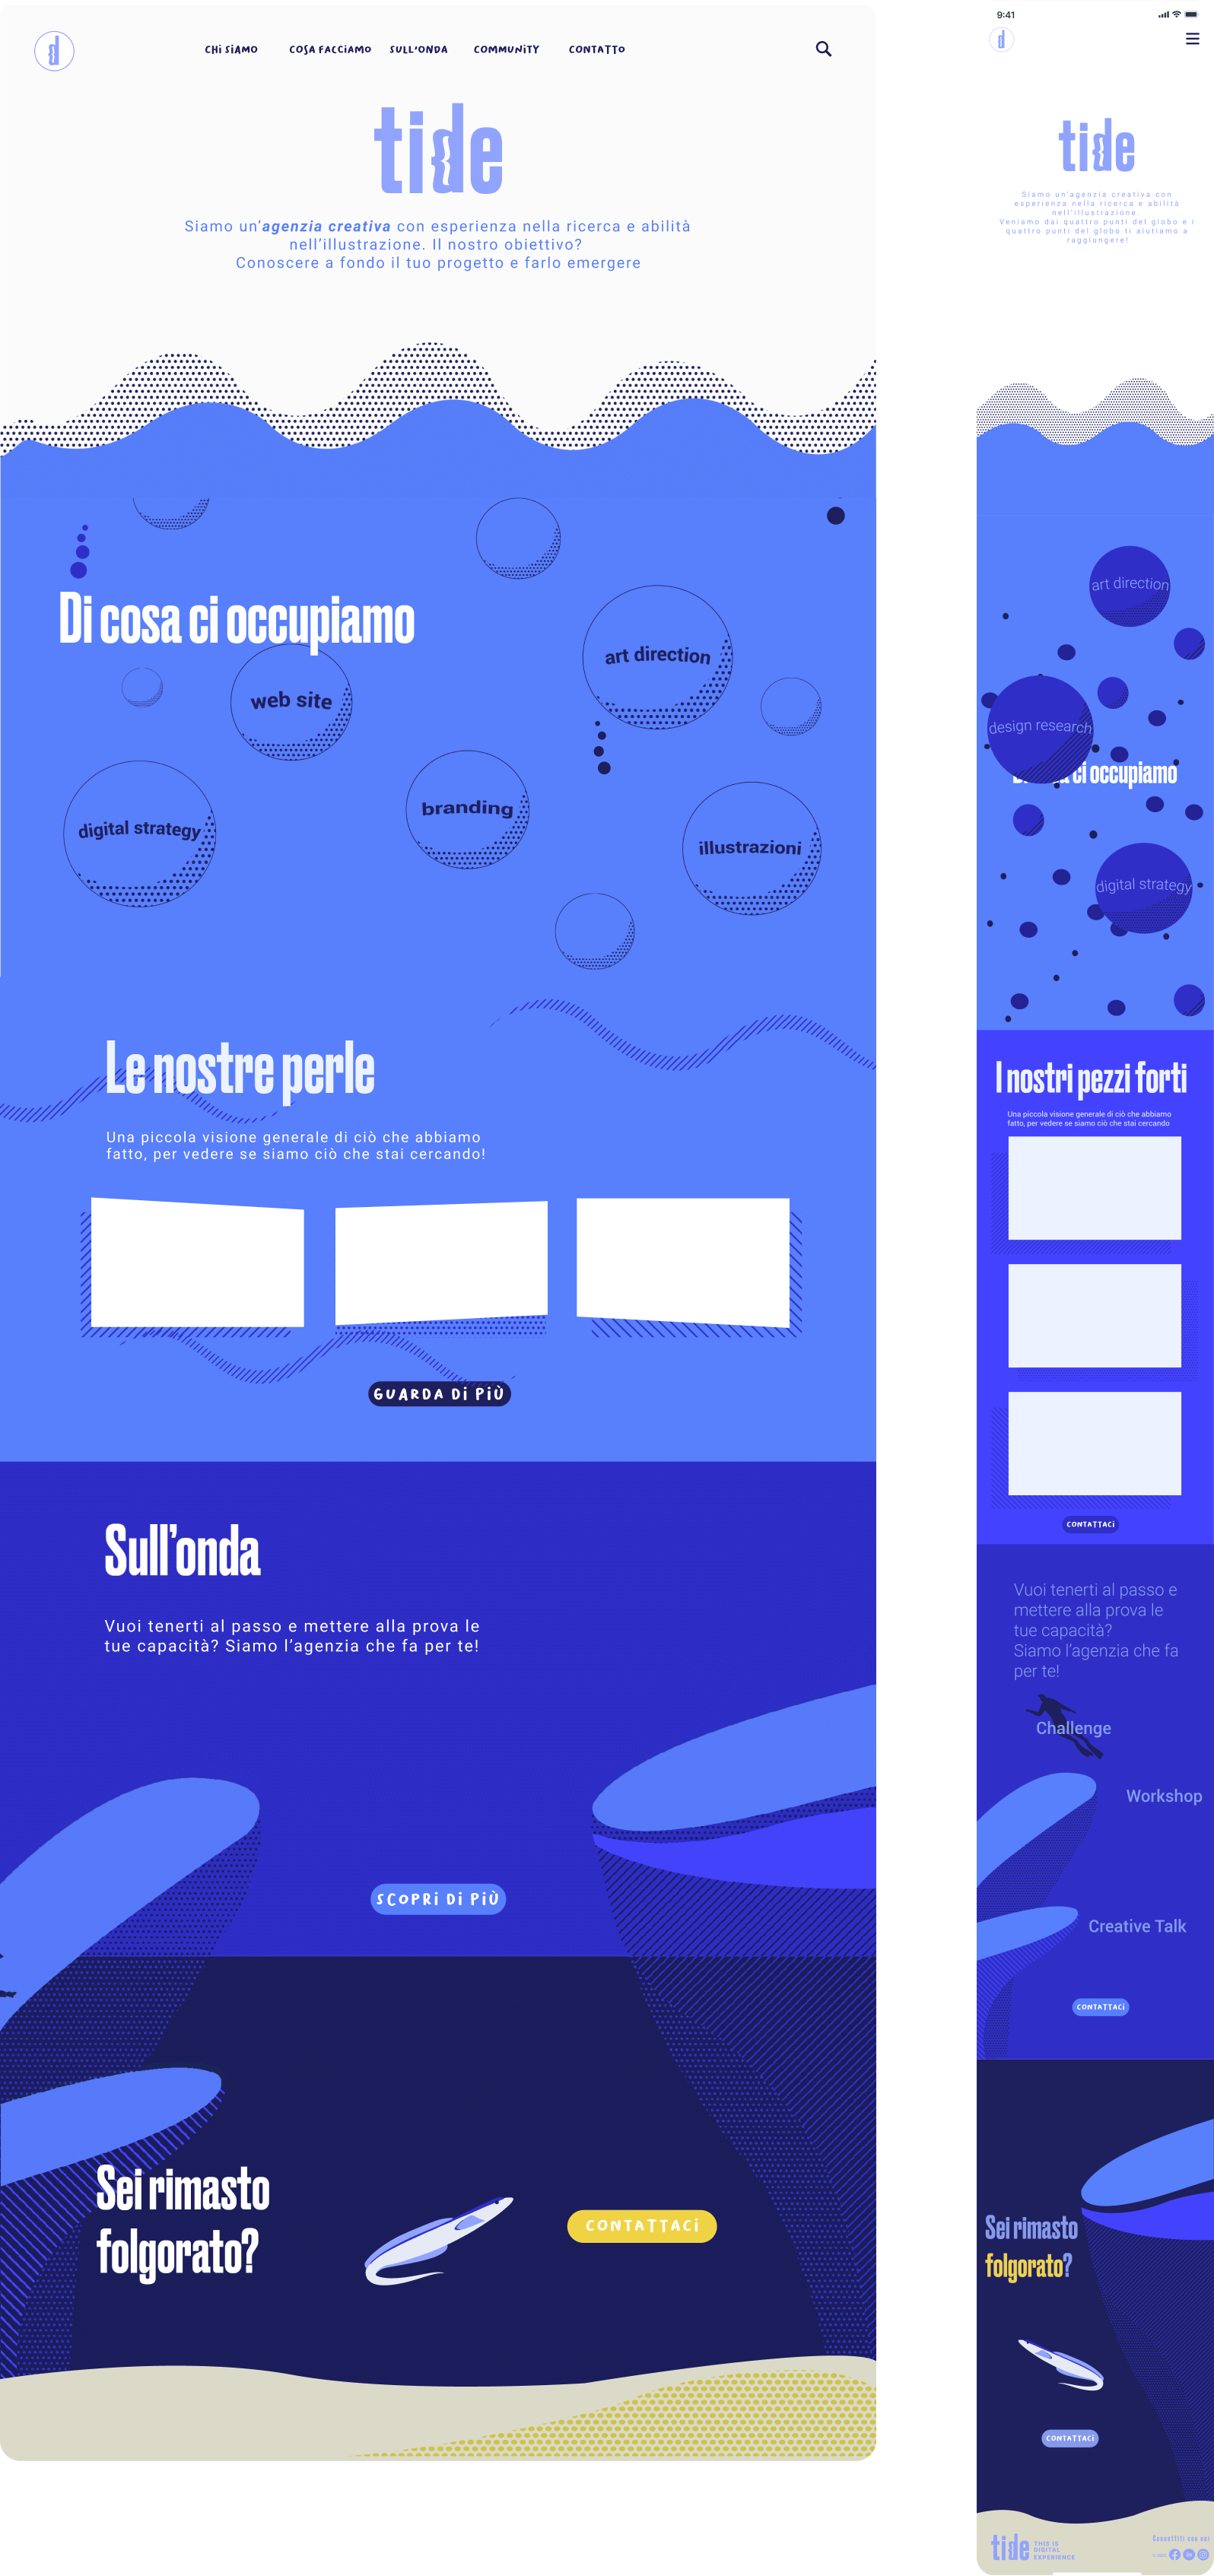 CHi SiAMO
COSA FACCiAMO
SULL'ONDA
COMMUNiTY
CONTATTO
tide
Siamo un'agenzia creativa con esperienza nella ricerca e abilità
nell'illustrazione. Il nostro obiettivo?
Conoscere a fondo il tuo progetto e farlo emergere
Di cosa ci occupiamo
art direction
web site
branding
digital strategy
illustrazioni
Le nostre perle
Una piccola visione generale di ciò che abbiamo
fatto, per vedere se siamo ciò che stai cercando!
GUARDA Di PiÙ
Sull'onda
Vuoi tenerti al passo e mettere alla prova le
tue capacità? Siamo l'agenzia che fa per te!
SCOPRi Di PiÙ
Sei rimasto
folgorato?
CONTATTACi
9:41
tide
Siamo un'agenzia creativa con
esperienza nella ricerca e abilità
nell'illustrazione.
Veniamo dai quattro punti del globo e i
quattro punti del globo ti aiutiamo a
raggiungere!
art direction
design research
ci occupiamo
digital strategy
I nostri pezzi forti
Una piccola visione generale di ciò che abbiamo
fatto, per vedere se siamo ciò che stai cercando
CONTATTACi
Vuoi tenerti al passo e
mettere alla prova le
tue capacità?
Siamo l'agenzia che fa
per te!
Challenge
Workshop
Creative Talk
CONTATTACi
Sei rimasto
folgorato?
CONTATTACi
tide
THIS IS
DIGITAL
EXPERIENCE
Connettiti con noi